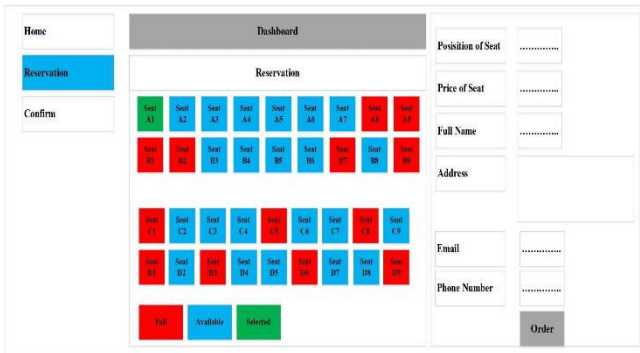 Home
Reservation
Confirm
Dashboard
Reservation
Seat A1 Seat A2 Seat A3 Seat A4 Seat A5 Seat A6 Seat A7 Seat A8 Seat A9
Seat B1 Seat B2 Seat B3 Seat B4 Seat B5 Seat B6 Seat B7 Seat B8 Seat B9
Seat C1 Seat C2 Seat C3 Seat C4 Seat C5 Seat C6 Seat C7 Seat C8 Seat C9
Seat D1 Seat D2 Seat D3 Seat D4 Seat D5 Seat D6 Seat D7 Seat D8 Seat D9
Full Available Selected
Posisition of Seat ..............
Price of Seat ..............
Full Name ..............
Address
Email ..............
Phone Number ..............
Order